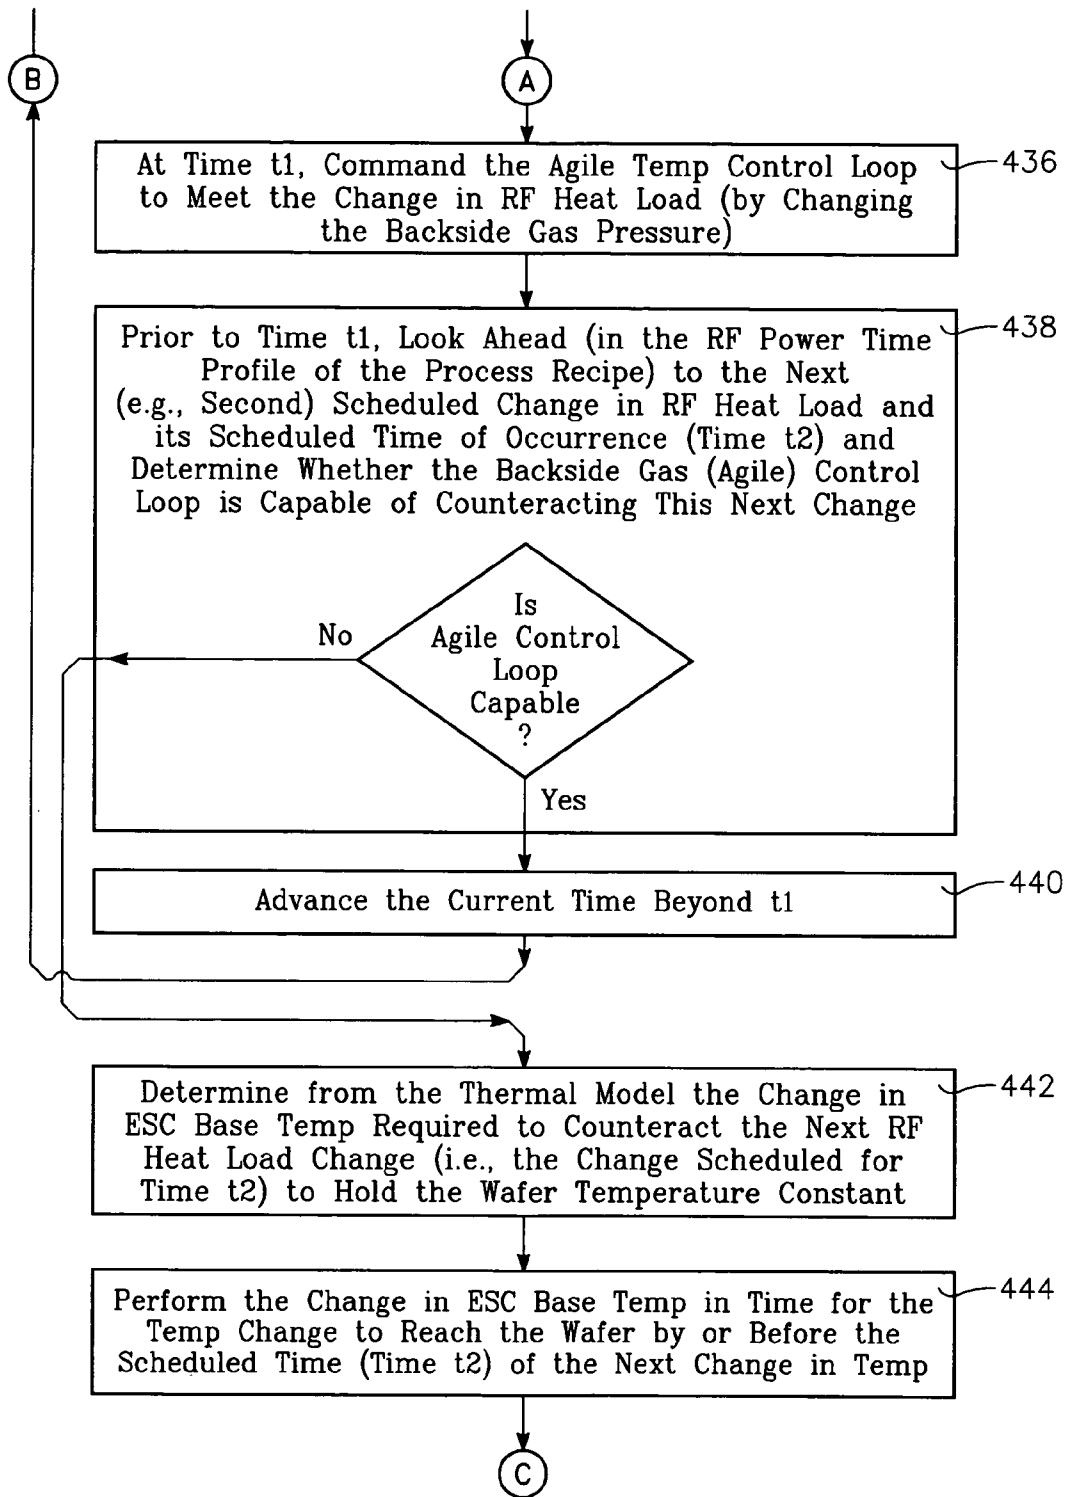 B
A
At Time t1, Command the Agile Temp Control Loop
to Meet the Change in RF Heat Load (by Changing
the Backside Gas Pressure)
436
Prior to Time t1, Look Ahead (in the RF Power Time
Profile of the Process Recipe) to the Next
(e.g., Second) Scheduled Change in RF Heat Load and
its Scheduled Time of Occurrence (Time t2) and
Determine Whether the Backside Gas (Agile) Control
Loop is Capable of Counteracting This Next Change
438
Is
Agile Control
Loop
Capable
?
No
Yes
Advance the Current Time Beyond t1
440
Determine from the Thermal Model the Change in
ESC Base Temp Required to Counteract the Next RF
Heat Load Change (i.e., the Change Scheduled for
Time t2) to Hold the Wafer Temperature Constant
442
Perform the Change in ESC Base Temp in Time for the
Temp Change to Reach the Wafer by or Before the
Scheduled Time (Time t2) of the Next Change in Temp
444
C